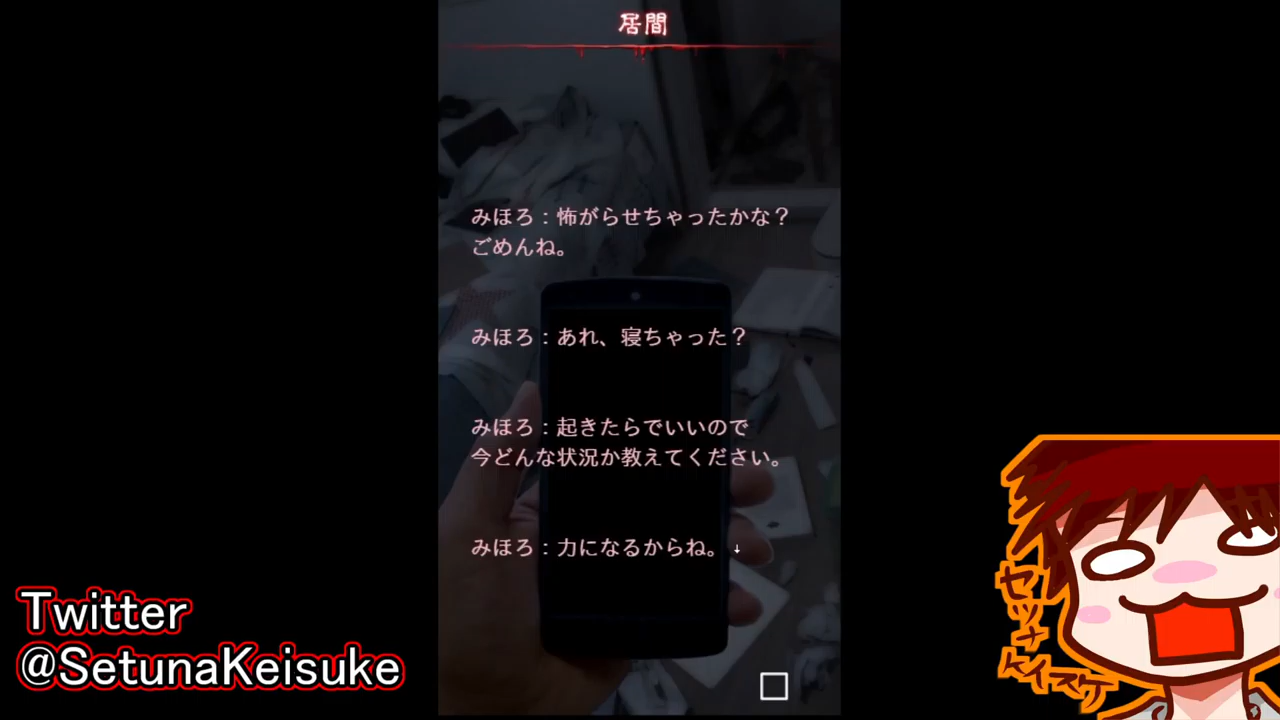 居間
みほろ：怖がらせちゃったかな？
ごめんね。
みほろ：あれ、寝ちゃった？
みほろ：起きたらでいいので
今どんな状況か教えてください。
みほろ：力になるからね。↓
Twitter
@SetunaKeisuke
セツナ
ケイスケ